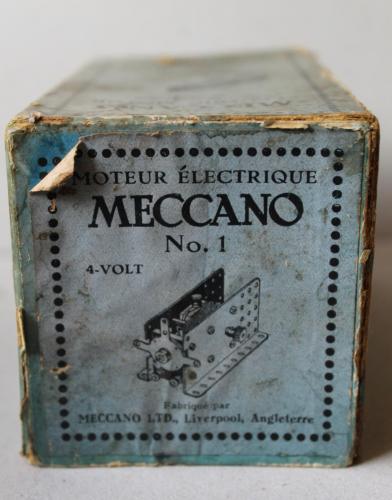 MOTEUR ÉLECTRIQUE
MECCANO
No. 1
4-VOLT
Fabriqué par
MECCANO LTD., Liverpool, Angleterre